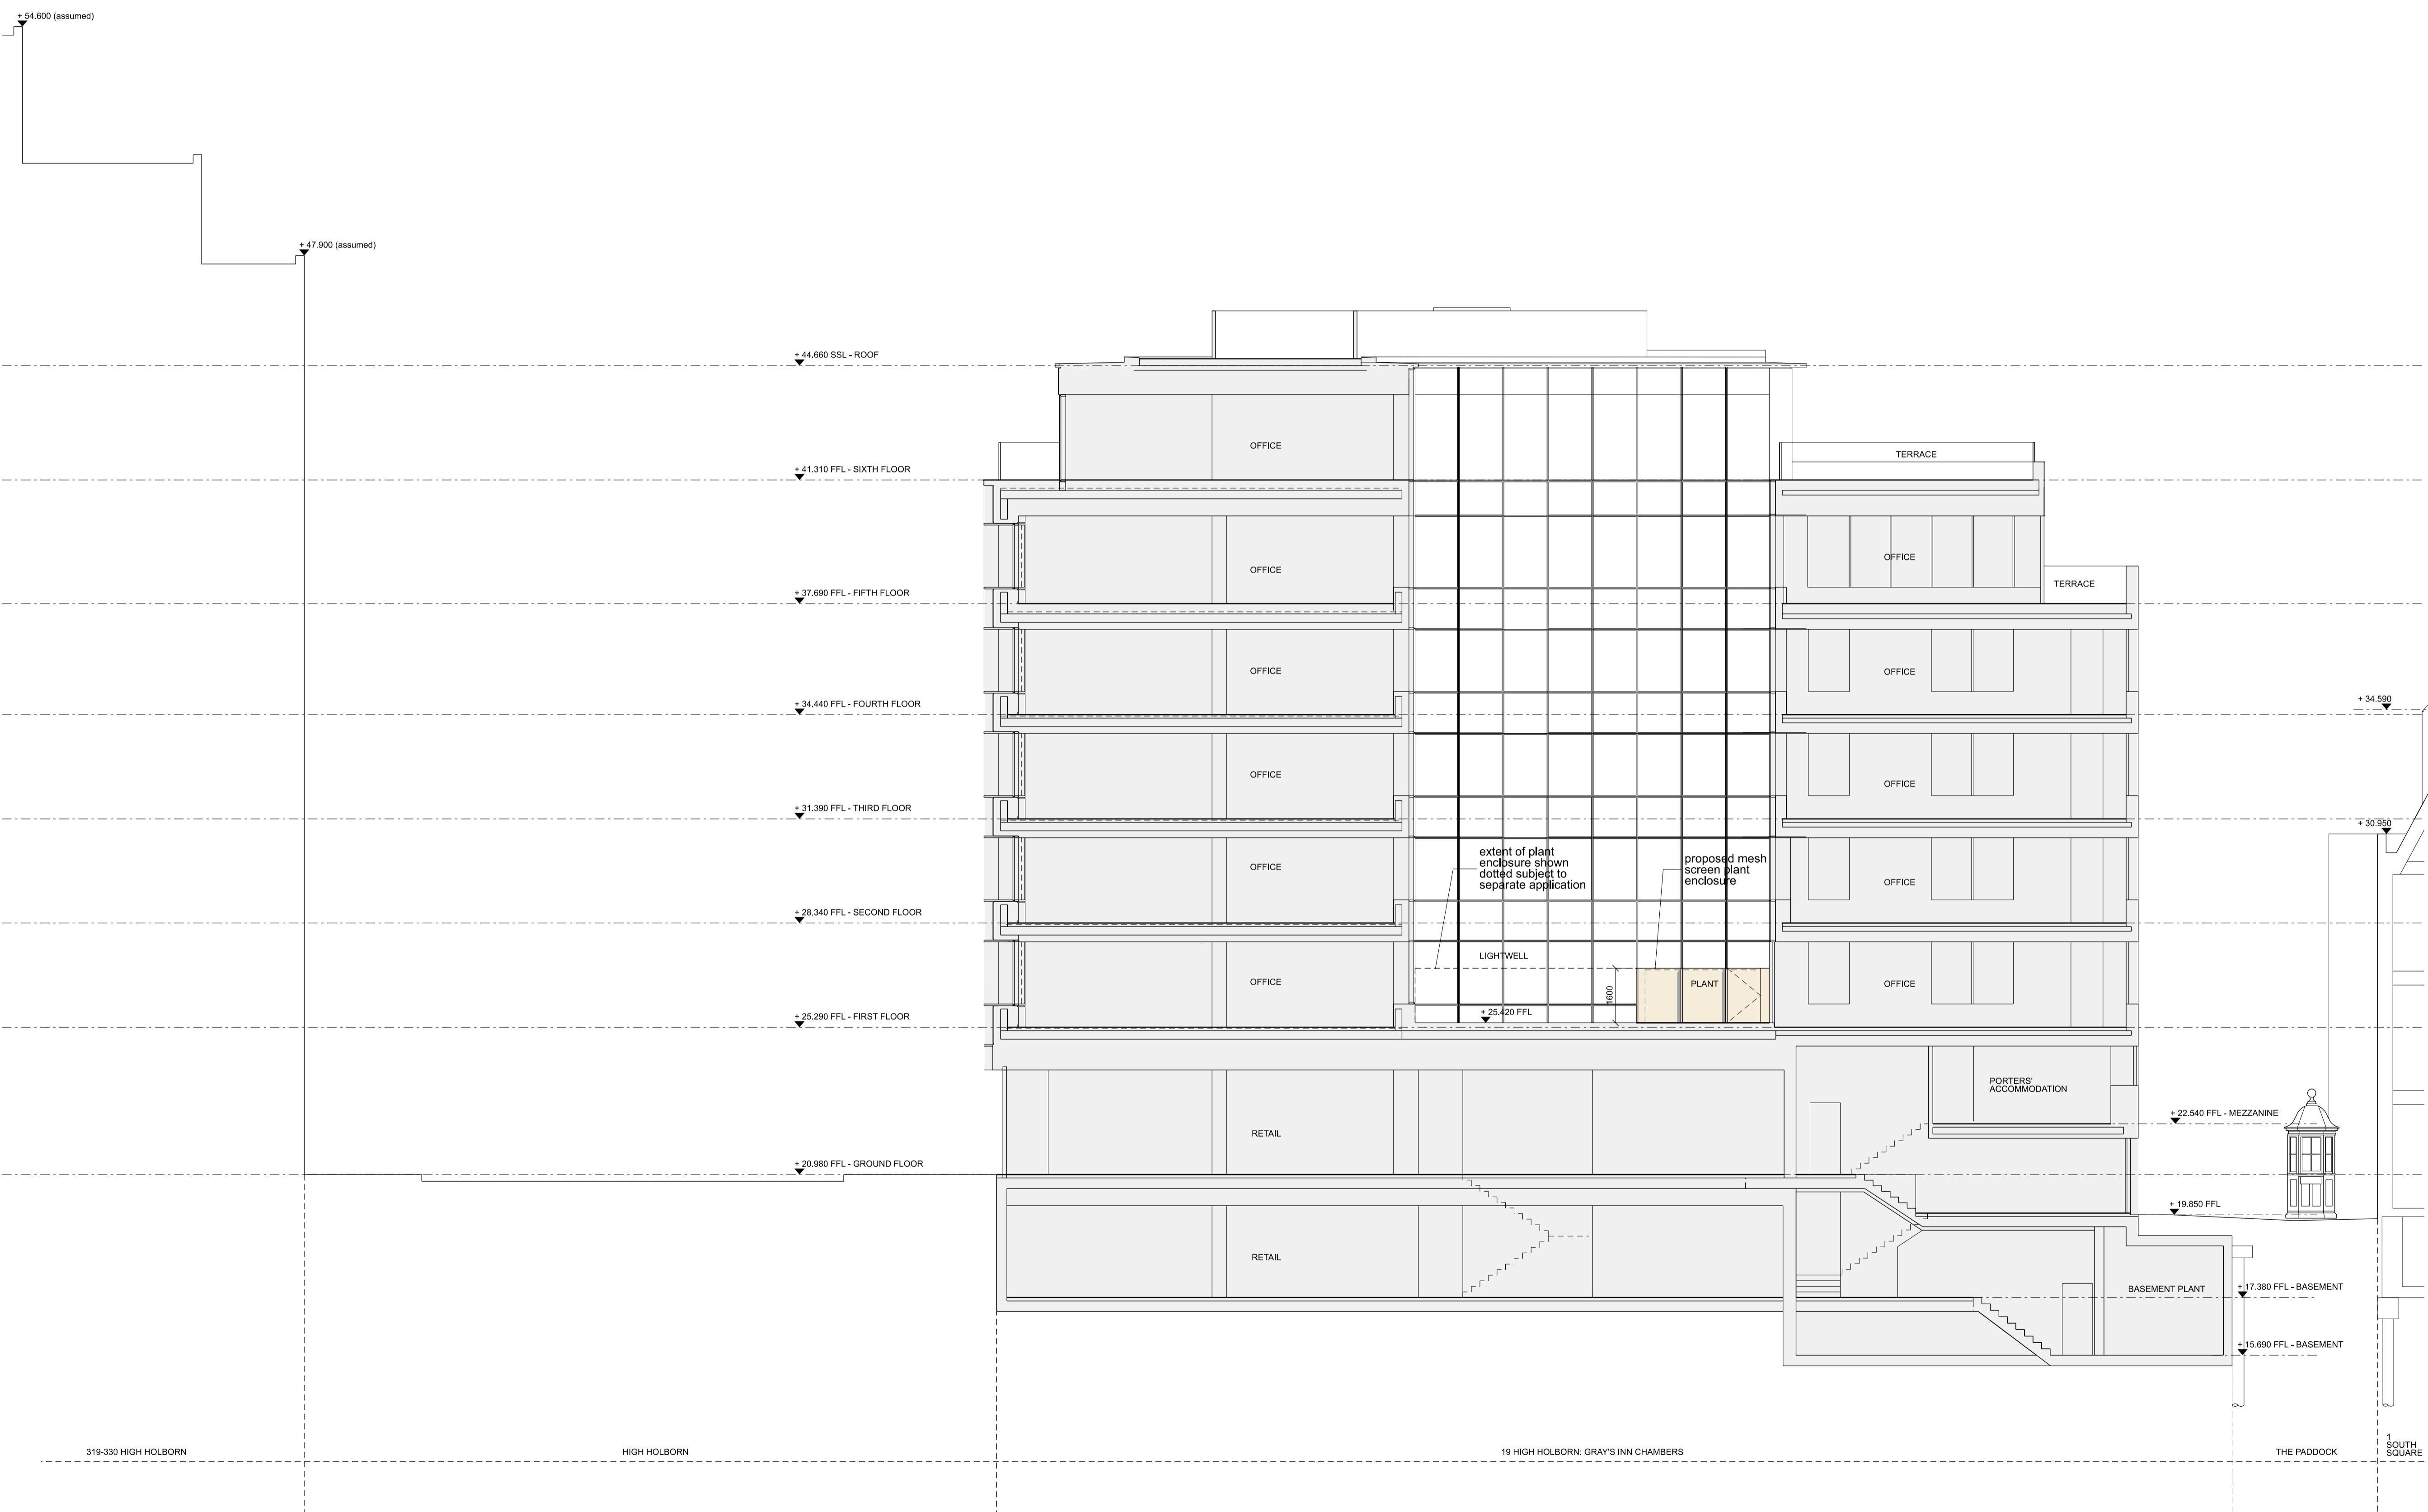 + 54.600 (assumed)
+ 47.900 (assumed)
+ 44.660 SSL - ROOF
OFFICE
TERRACE
+ 41.310 FFL - SIXTH FLOOR
OFFICE
OFFICE
TERRACE
+ 37.690 FFL - FIFTH FLOOR
OFFICE
OFFICE
+ 34.440 FFL - FOURTH FLOOR
+ 34.590
OFFICE
OFFICE
+ 31.390 FFL - THIRD FLOOR
+ 30.950
extent of plant
enclosure shown
dotted subject to
separate application
proposed mesh
screen plant
enclosure
OFFICE
OFFICE
+ 28.340 FFL - SECOND FLOOR
LIGHTWELL
OFFICE
1600
PLANT
OFFICE
+ 25.420 FFL
+ 25.290 FFL - FIRST FLOOR
PORTERS'
ACCOMMODATION
+ 22.540 FFL - MEZZANINE
RETAIL
+ 20.980 FFL - GROUND FLOOR
+ 19.850 FFL
RETAIL
BASEMENT PLANT
+ 17.380 FFL - BASEMENT
+ 15.690 FFL - BASEMENT
319-330 HIGH HOLBORN
HIGH HOLBORN
19 HIGH HOLBORN: GRAY'S INN CHAMBERS
THE PADDOCK
1
SOUTH
SQUARE